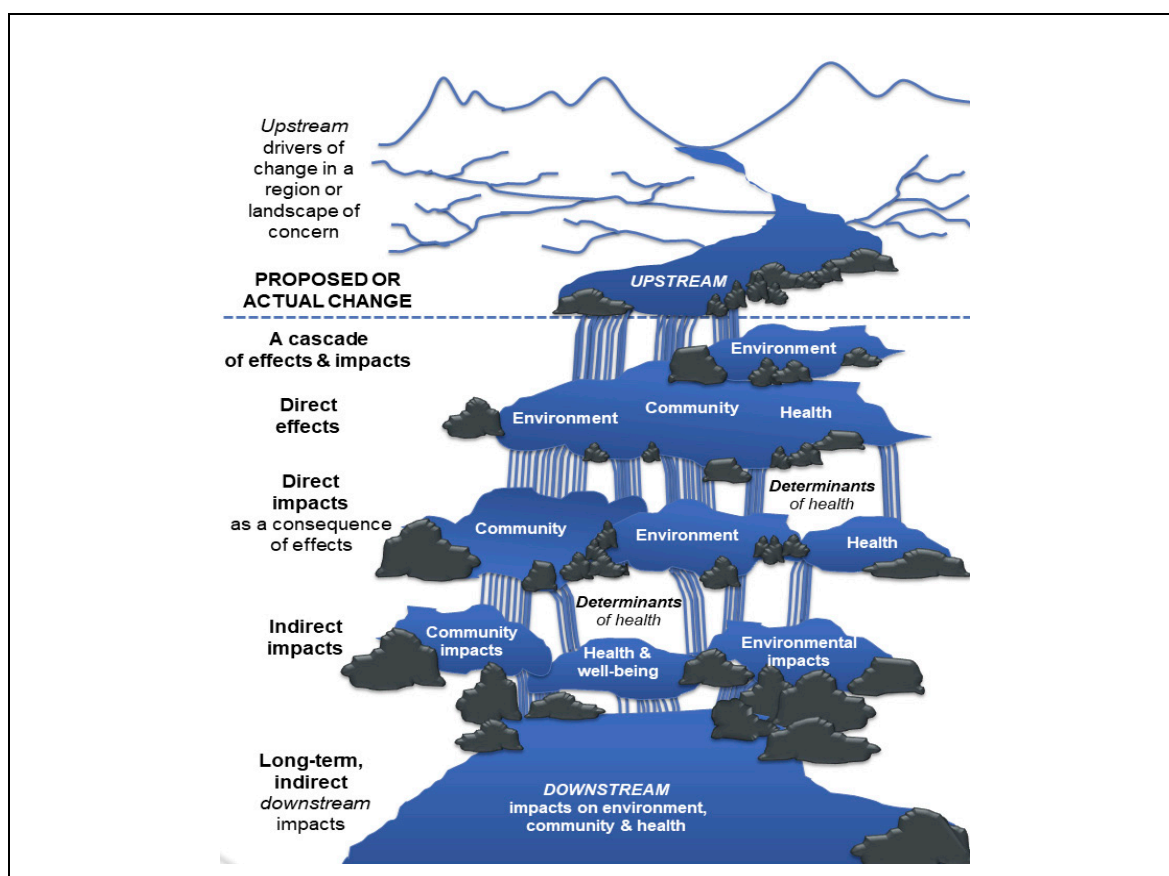 Upstream
drivers of
change in a
region or
landscape of
concern
PROPOSED OR
ACTUAL CHANGE
UPSTREAM
A cascade
of effects & impacts
Environment
Direct
effects
Environment
Community
Health
Direct
impacts
as a consequence
of effects
Determinants
of health
Community
Environment
Health
Indirect
impacts
Determinants
of health
Community
impacts
Health &
well-being
Environmental
impacts
Long-term,
indirect
downstream
impacts
DOWNSTREAM
impacts on environment,
community & health